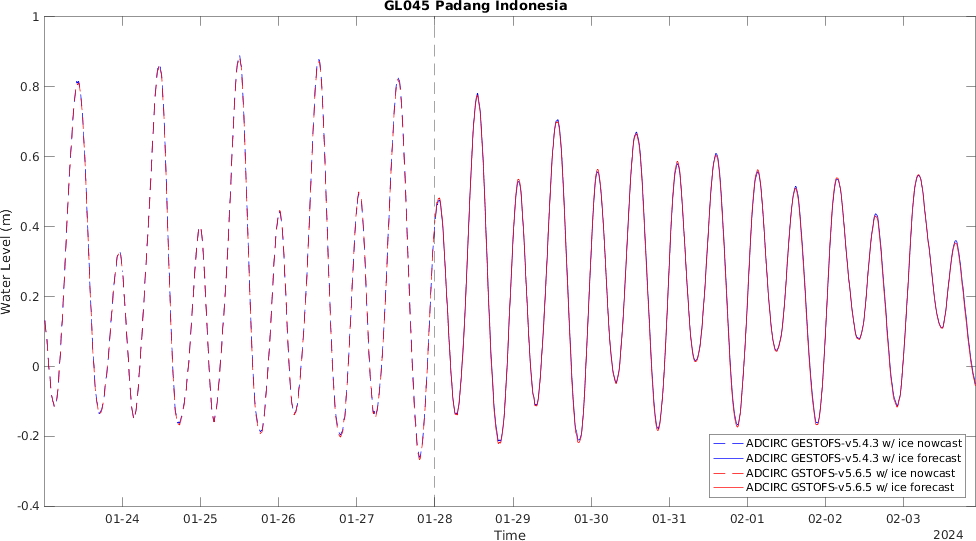 GL045 Padang Indonesia
1
0.8
0.6
0.4
0.2
0
-0.2
-0.4
Water Level (m)
ADCIRC GESTOFS-v5.4.3 w/ ice nowcast
ADCIRC GESTOFS-v5.4.3 w/ ice forecast
ADCIRC GSTOFS-v5.6.5 w/ ice nowcast
ADCIRC GSTOFS-v5.6.5 w/ ice forecast
01-24 01-25 01-26 01-27 01-28 01-29 01-30 01-31 02-01 02-02 02-03
Time
2024